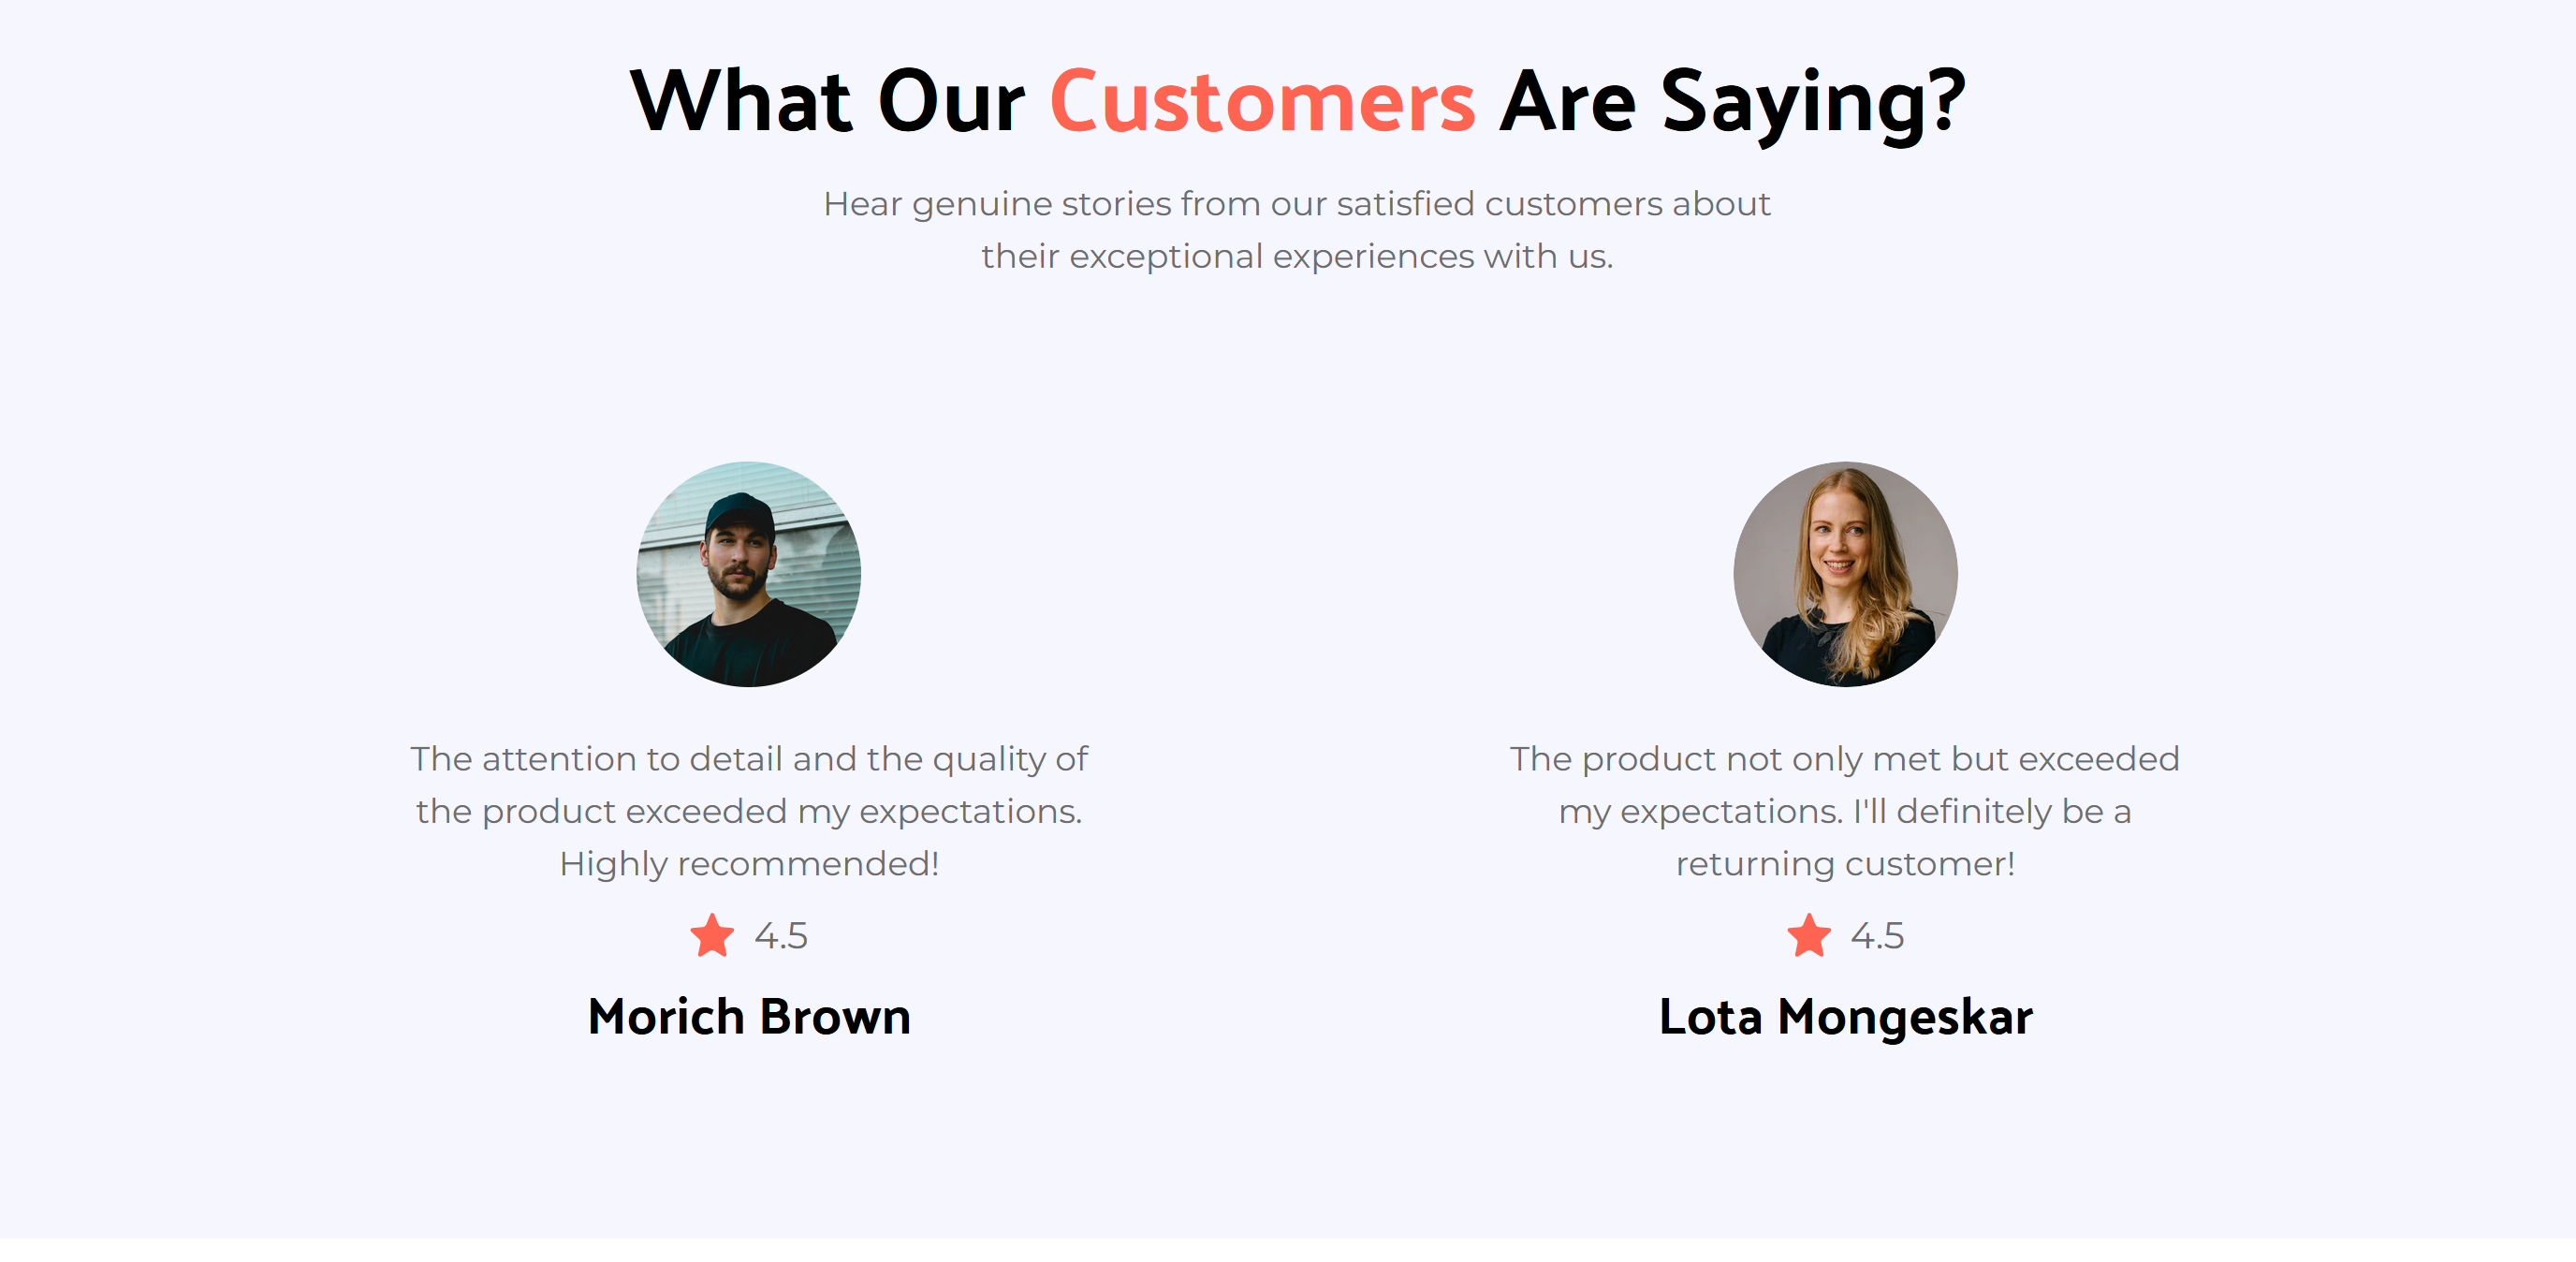 What Our Customers Are Saying?
Hear genuine stories from our satisfied customers about
their exceptional experiences with us.
The attention to detail and the quality of
the product exceeded my expectations.
Highly recommended!
4.5
Morich Brown
The product not only met but exceeded
my expectations. I'll definitely be a
returning customer!
4.5
Lota Mongeskar